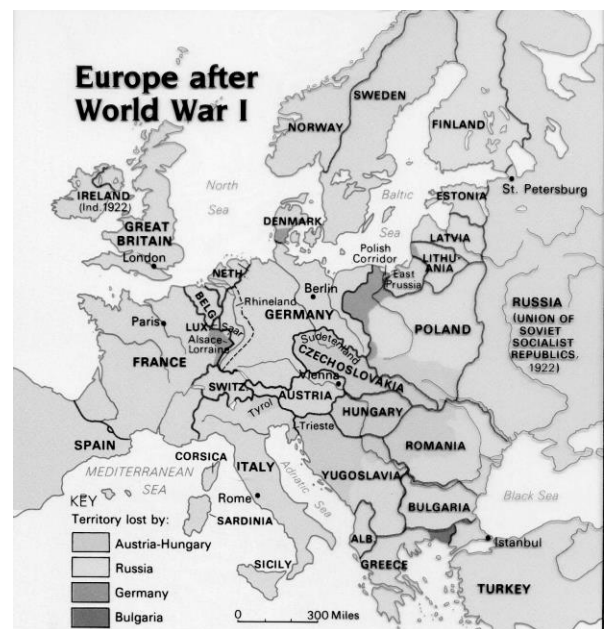 Europe after
World War I
SWEDEN
NORWAY
FINLAND
St. Petersburg
North
Sea
Baltic
Sea
ESTONIA
IRELAND
(Ind. 1922)
DENMARK
LATVIA
GREAT
BRITAIN
London
Polish
Corridor
LITHU-
ANIA
East
Prussia
NETH.
Berlin
RUSSIA
(UNION OF
SOVIET
SOCIALIST
REPUBLICS,
1922)
BELG.
Rhineland
GERMANY
POLAND
Paris
LUX.
Saar
Alsace-
Lorraine
Sudetenland
CZECHOSLOVAKIA
FRANCE
Vienna
SWITZ.
AUSTRIA
HUNGARY
Tyrol
Trieste
ROMANIA
SPAIN
CORSICA
ITALY
YUGOSLAVIA
MEDITERRANEAN
SEA
Adriatic
Sea
Black Sea
BULGARIA
Rome
SARDINIA
ALB.
Istanbul
SICILY
GREECE
TURKEY
KEY
Territory lost by:
Austria-Hungary
Russia
Germany
Bulgaria
0 300 Miles